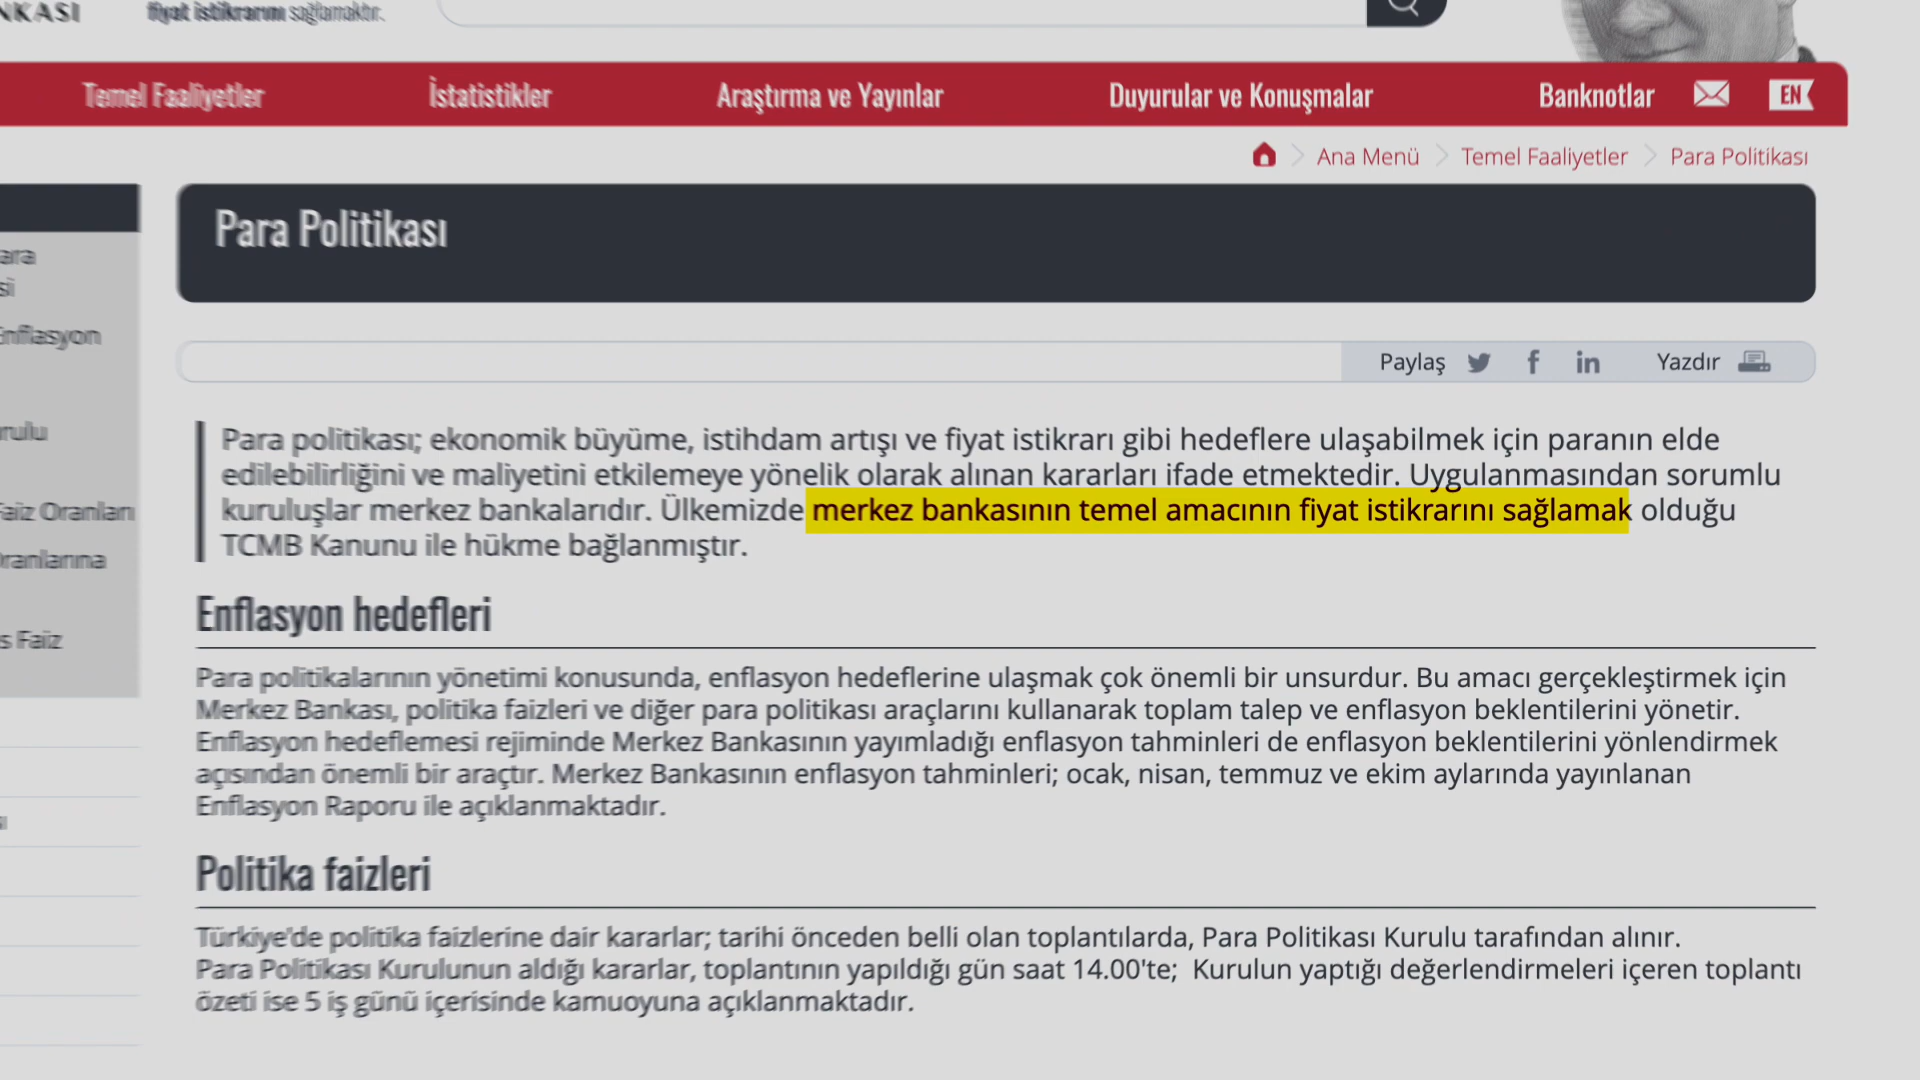 fiyat istikrarını sağlamaktır.
Temel Faaliyetler İstatistikler Araştırma ve Yayınlar Duyurular ve Konuşmalar Banknotlar EN
Ana Menü Temel Faaliyetler Para Politikası
Para Politikası
Paylaş Yazdır
Para politikası; ekonomik büyüme, istihdam artışı ve fiyat istikrarı gibi hedeflere ulaşabilmek için paranın elde
edilebilirliğini ve maliyetini etkilemeye yönelik olarak alınan kararları ifade etmektedir. Uygulanmasından sorumlu
kuruluşlar merkez bankalarıdır. Ülkemizde merkez bankasının temel amacının fiyat istikrarını sağlamak olduğu
TCMB Kanunu ile hükme bağlanmıştır.
Enflasyon hedefleri
Para politikalarının yönetimi konusunda, enflasyon hedeflerine ulaşmak çok önemli bir unsurdur. Bu amacı gerçekleştirmek için
Merkez Bankası, politika faizleri ve diğer para politikası araçlarını kullanarak toplam talep ve enflasyon beklentilerini yönetir.
Enflasyon hedeflemesi rejiminde Merkez Bankasının yayımladığı enflasyon tahminleri de enflasyon beklentilerini yönlendirmek
açısından önemli bir araçtır. Merkez Bankasının enflasyon tahminleri; ocak, nisan, temmuz ve ekim aylarında yayınlanan
Enflasyon Raporu ile açıklanmaktadır.
Politika faizleri
Türkiye'de politika faizlerine dair kararlar; tarihi önceden belli olan toplantılarda, Para Politikası Kurulu tarafından alınır.
Para Politikası Kurulunun aldığı kararlar, toplantının yapıldığı gün saat 14.00'te; Kurulun yaptığı değerlendirmeleri içeren toplantı
özeti ise 5 iş günü içerisinde kamuoyuna açıklanmaktadır.
Enflasyon
Faiz Oranları
Faiz